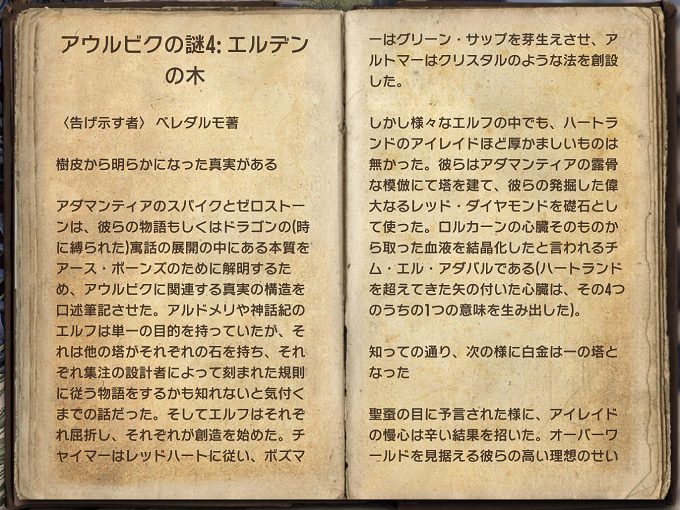 アウルビクの謎4: エルデン
の木
〈告げ示す者〉 ベレダルモ著
樹皮から明らかになった真実がある
アダマンティアのスパイクとゼロストー
ンは、彼らの物語もしくはドラゴンの(時
に縛られた)寓話の展開の中にある本質を
アース・ボーンズのために解明するた
め、アウルビクに関連する真実の構造を
口述筆記させた。アルドメリや神話紀の
エルフは単一の目的を持っていたが、そ
れは他の塔がそれぞれの石を持ち、それ
ぞれ集注の設計者によって刻まれた規則
に従う物語をするかも知れないと気付く
までの話だった。そしてエルフはそれぞ
れ屈折し、それぞれが創造を始めた。チ
ャイマーはレッドハートに従い、ボズマ
ーはグリーン・サップを芽生えさせ、ア
ルトマーはクリスタルのような法を創設
した。
しかし様々なエルフの中でも、ハートラ
ンドのアイレイドほど厚かましいものは
無かった。彼らはアダマンティアの露骨
な模倣にて塔を建て、彼らの発掘した偉
大なるレッド・ダイヤモンドを礎石とし
て使った。ロルカーンの心臓そのものか
ら取った血液を結晶化したと言われるチ
ム・エル・アダバルである(ハートランド
を超えてきた矢の付いた心臓は、その4つ
のうちの1つの意味を生み出した)。
知っての通り、次の様に白金は一の塔と
なった
聖蚕の目に予言された様に、アイレイド
の慢心は辛い結果を招いた。オーバーワ
ールドを見据える彼らの高い理想のせい